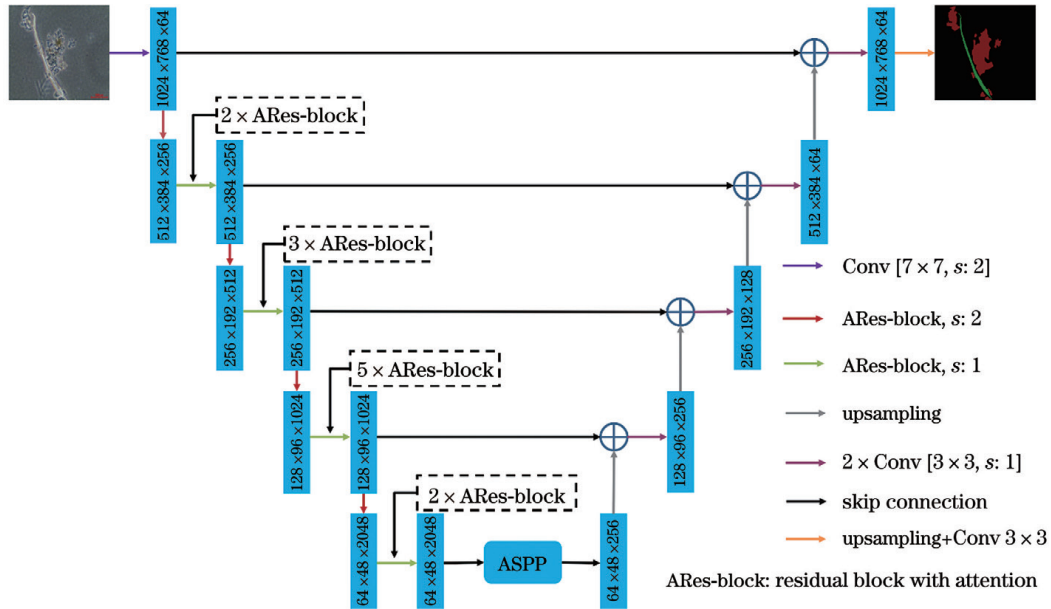 1024 ×768 ×64
1024 ×768 ×64
2 × ARes-block
512 ×384 ×256
512 ×384 ×256
512 ×384 ×64
3 × ARes-block
256 ×192 ×512
256 ×192 ×512
256 ×192 ×128
5 × ARes-block
128 ×96 ×1024
128 ×96 ×1024
128 ×96 ×256
2 × ARes-block
64 ×48 ×2048
64 ×48 ×2048
ASPP
64 ×48 ×256
Conv [7 × 7, s: 2]
ARes-block, s: 2
ARes-block, s: 1
upsampling
2 × Conv [3 × 3, s: 1]
skip connection
upsampling+Conv 3 × 3
ARes-block: residual block with attention